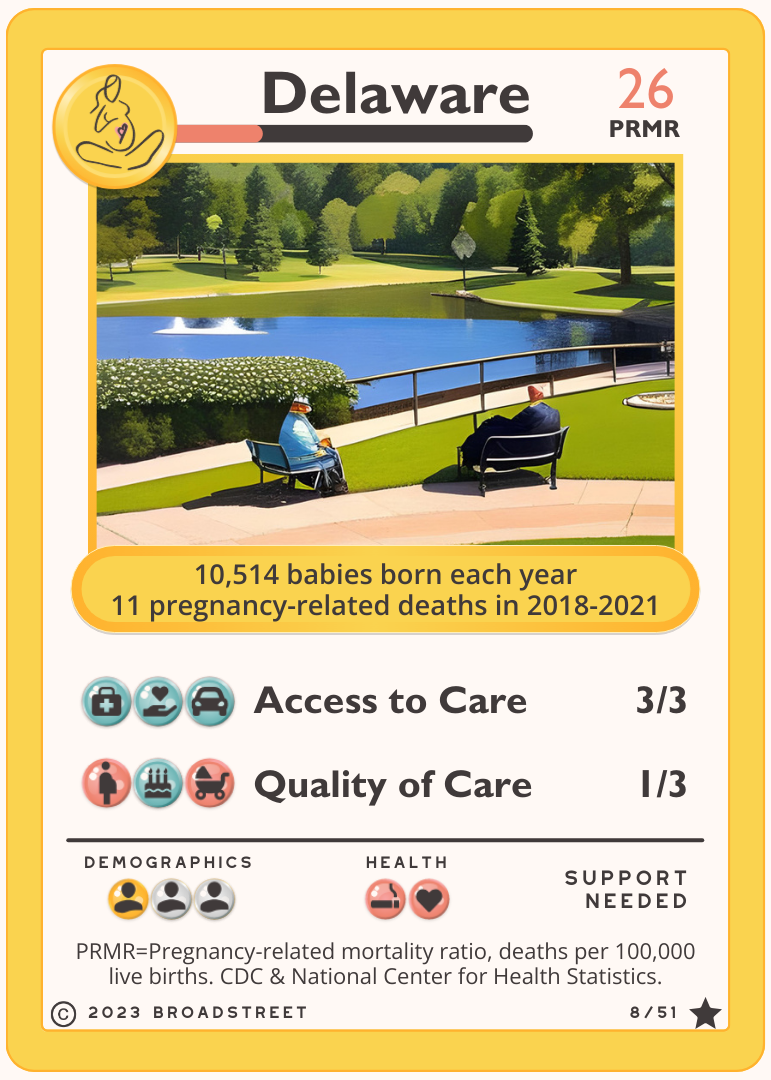 Delaware
26
PRMR
10,514 babies born each year
11 pregnancy-related deaths in 2018-2021
Access to Care 3/3
Quality of Care 1/3
DEMOGRAPHICS
HEALTH
SUPPORT
NEEDED
PRMR=Pregnancy-related mortality ratio, deaths per 100,000
live births. CDC & National Center for Health Statistics.
© 2023 BROADSTREET 8/51